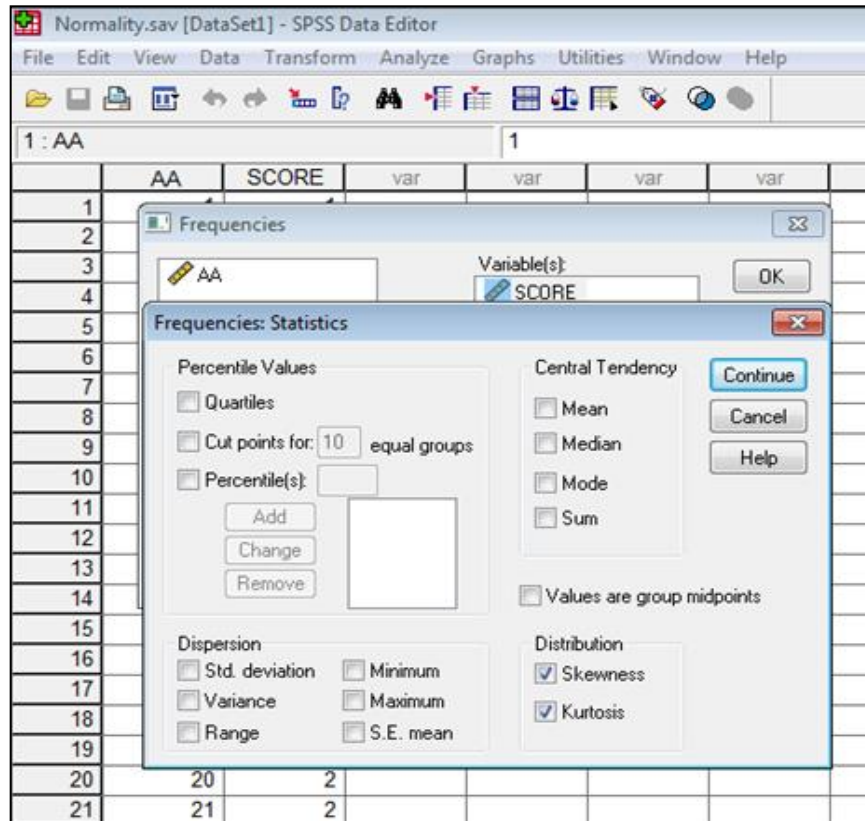 Normality.sav [DataSet1] - SPSS Data Editor
File Edit View Data Transform Analyze Graphs Utilities Window Help
1 : AA 1
AA SCORE var var var var
1
2
Frequencies
3
AA
Variable(s):
SCORE
OK
4
5
Frequencies: Statistics
6
Percentile Values
Central Tendency
Continue
7
Quartiles
Mean
Cancel
8
Cut points for: 10 equal groups
Median
9
Help
10
Percentile(s):
Mode
11
Add
Sum
12
Change
13
Remove
14
Values are group midpoints
15
Dispersion
Distribution
16
Std. deviation Minimum
Skewness
17
Variance Maximum
Kurtosis
18
Range S.E. mean
19
20 20 2
21 21 2